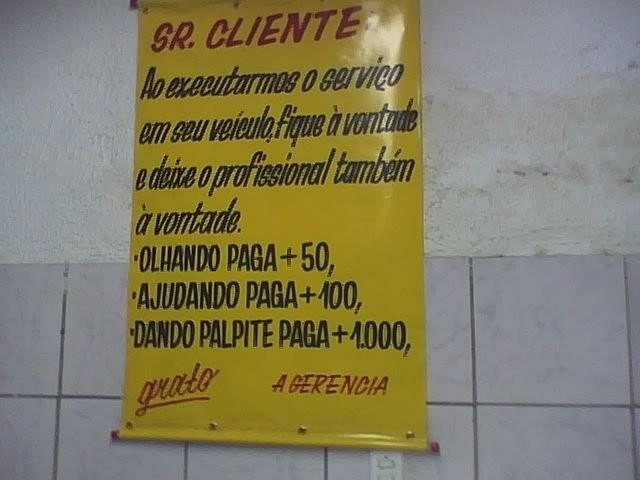 SR. CLIENTE:
Ao executarmos o serviço
em seu veículo, fique à vontade
e deixe o profissional também
à vontade.
·OLHANDO PAGA+50,
·AJUDANDO PAGA+100,
·DANDO PALPITE PAGA+1.000,
grato A GERENCIA